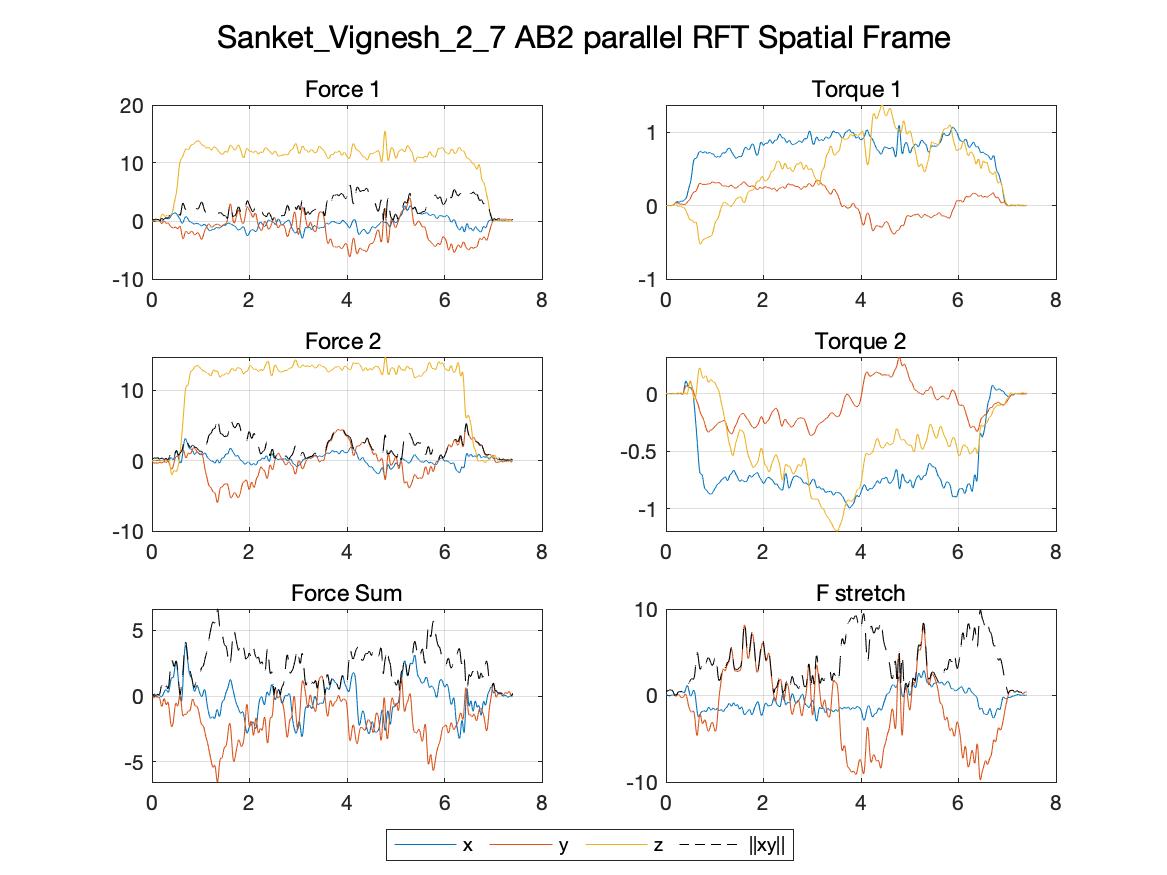 Sanket_Vignesh_2_7 AB2 parallel RFT Spatial Frame
Force 1
20
10
0
-10
0 2 4 6 8
Torque 1
1
0
-1
0 2 4 6 8
Force 2
10
0
-10
0 2 4 6 8
Torque 2
0
-0.5
-1
0 2 4 6 8
Force Sum
5
0
-5
0 2 4 6 8
F stretch
10
0
-10
0 2 4 6 8
x y z ||xy||